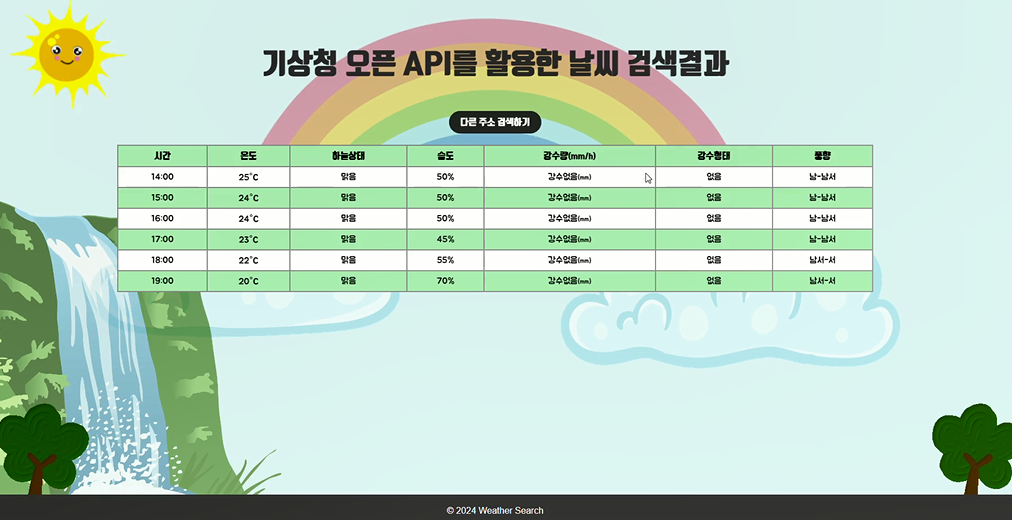 기상청 오픈 API를 활용한 날씨 검색결과
다른 주소 검색하기
시간 온도 하늘상태 습도 강수량(mm/h) 강수형태 풍향
14:00 25°C 맑음 50% 강수없음(mm) 없음 남-남서
15:00 24°C 맑음 50% 강수없음(mm) 없음 남-남서
16:00 24°C 맑음 50% 강수없음(mm) 없음 남-남서
17:00 23°C 맑음 45% 강수없음(mm) 없음 남-남서
18:00 22°C 맑음 55% 강수없음(mm) 없음 남서-서
19:00 20°C 맑음 70% 강수없음(mm) 없음 남서-서
© 2024 Weather Search